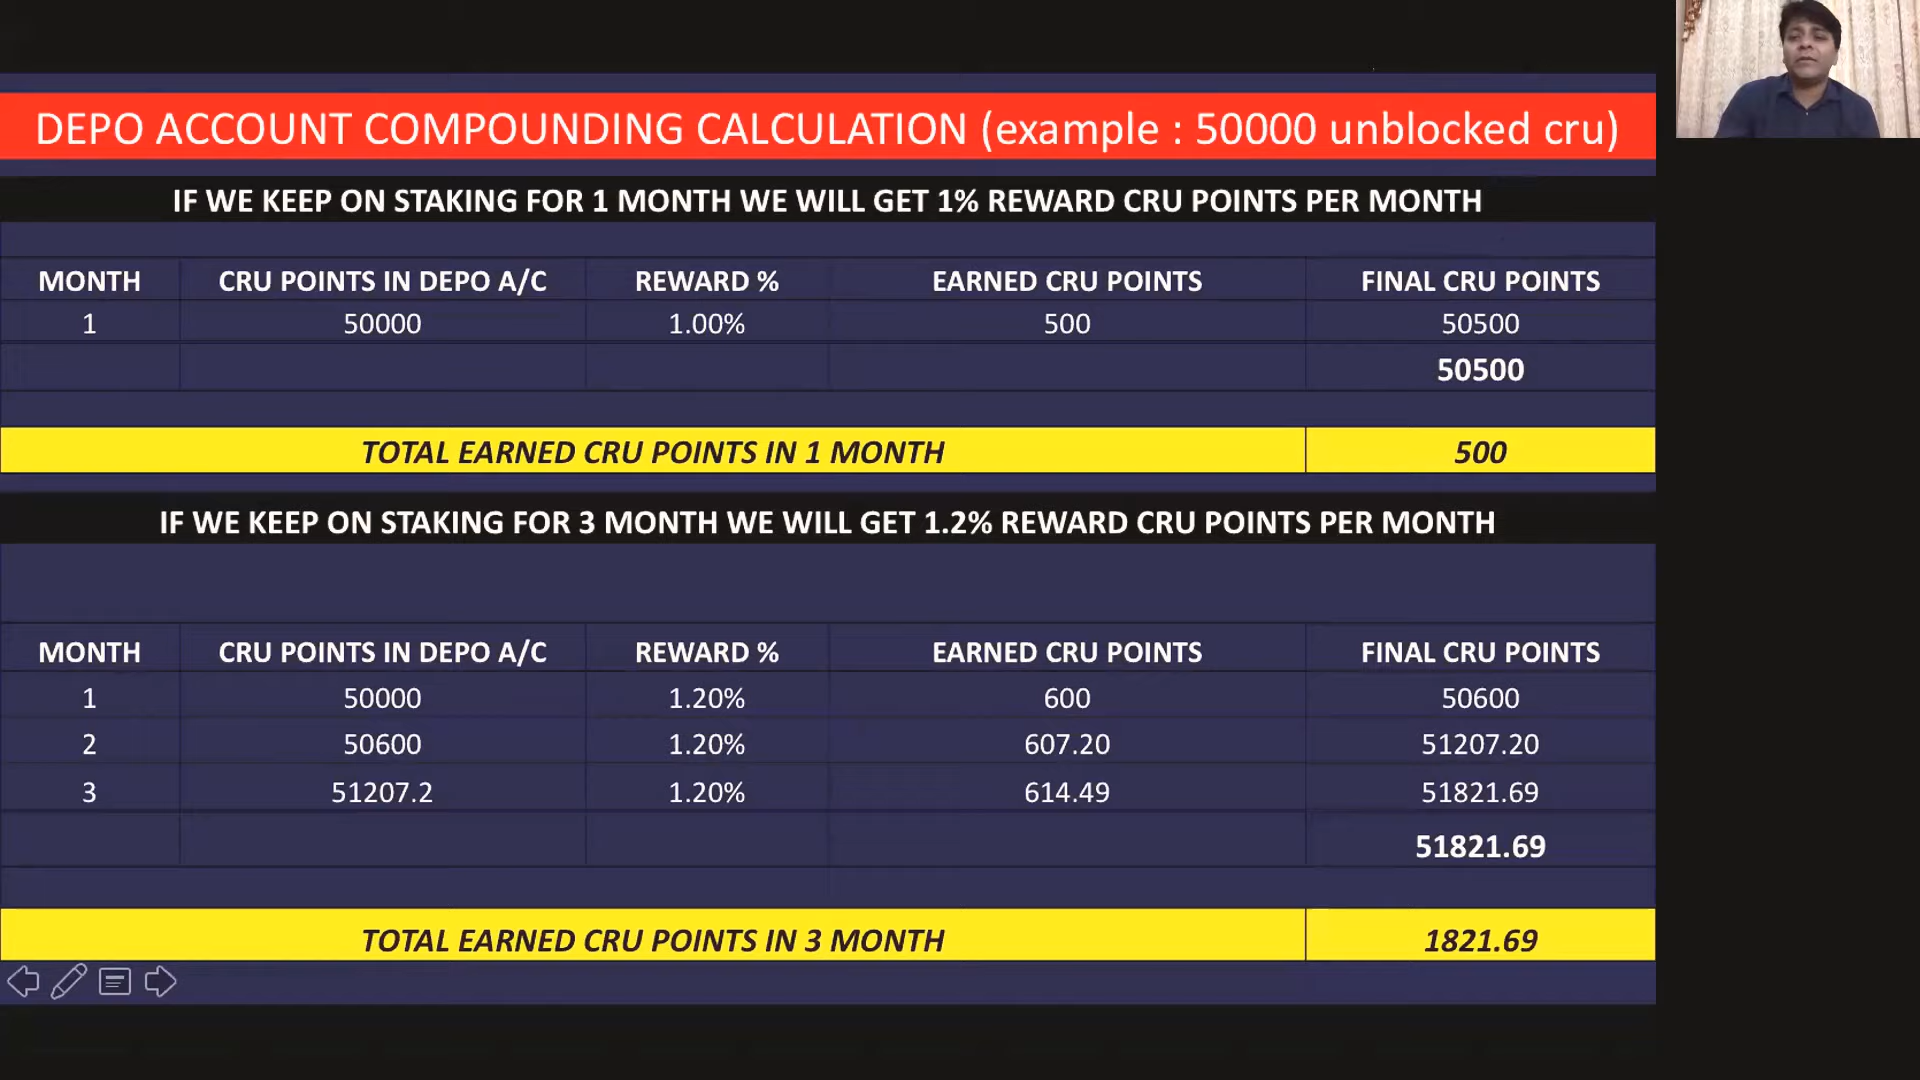 DEPO ACCOUNT COMPOUNDING CALCULATION (example : 50000 unblocked cru)
IF WE KEEP ON STAKING FOR 1 MONTH WE WILL GET 1% REWARD CRU POINTS PER MONTH
MONTH CRU POINTS IN DEPO A/C REWARD % EARNED CRU POINTS FINAL CRU POINTS
1 50000 1.00% 500 50500
50500
TOTAL EARNED CRU POINTS IN 1 MONTH 500
IF WE KEEP ON STAKING FOR 3 MONTH WE WILL GET 1.2% REWARD CRU POINTS PER MONTH
MONTH CRU POINTS IN DEPO A/C REWARD % EARNED CRU POINTS FINAL CRU POINTS
1 50000 1.20% 600 50600
2 50600 1.20% 607.20 51207.20
3 51207.2 1.20% 614.49 51821.69
51821.69
TOTAL EARNED CRU POINTS IN 3 MONTH 1821.69